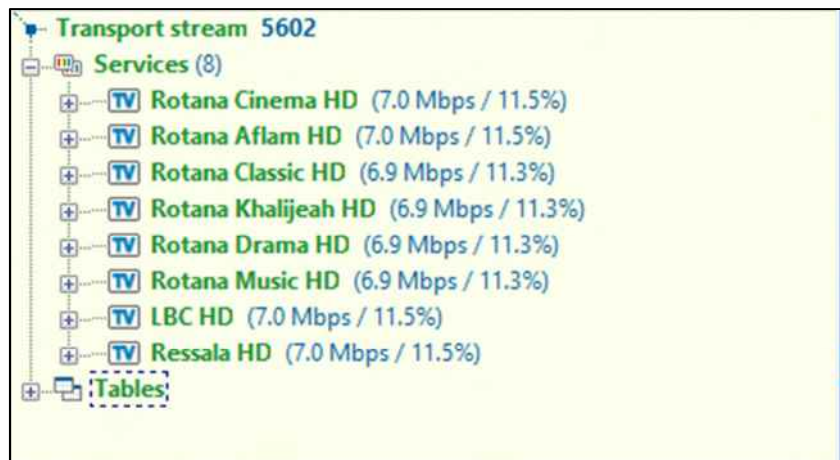 Transport stream 5602
Services (8)
TV Rotana Cinema HD (7.0 Mbps / 11.5%)
TV Rotana Aflam HD (7.0 Mbps / 11.5%)
TV Rotana Classic HD (6.9 Mbps / 11.3%)
TV Rotana Khalijeah HD (6.9 Mbps / 11.3%)
TV Rotana Drama HD (6.9 Mbps / 11.3%)
TV Rotana Music HD (6.9 Mbps / 11.3%)
TV LBC HD (7.0 Mbps / 11.5%)
TV Ressala HD (7.0 Mbps / 11.5%)
Tables